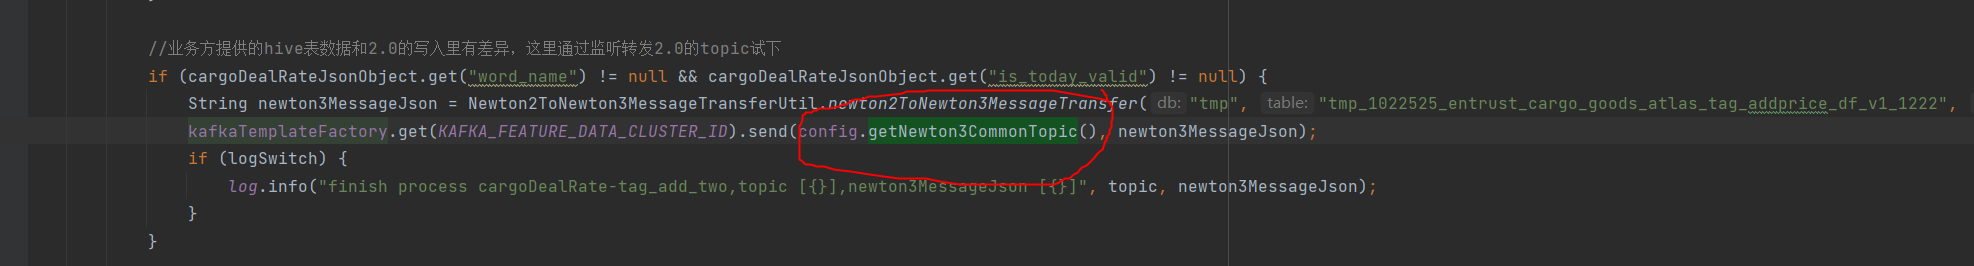 }
//业务方提供的hive表数据和2.0的写入里有差异，这里通过监听转发2.0的topic试下
if (cargoDealRateJsonObject.get("word_name") != null && cargoDealRateJsonObject.get("is_today_valid") != null) {
String newton3MessageJson = Newton2ToNewton3MessageTransferUtil.newton2ToNewton3MessageTransfer( db: "tmp", table: "tmp_1022525_entrust_cargo_goods_atlas_tag_addprice_df_v1_1222",
kafkaTemplateFactory.get(KAFKA_FEATURE_DATA_CLUSTER_ID).send(config.getNewton3CommonTopic(), newton3MessageJson);
if (logSwitch) {
log.info("finish process cargoDealRate-tag_add_two,topic [{}],newton3MessageJson [{}]", topic, newton3MessageJson);
}
}